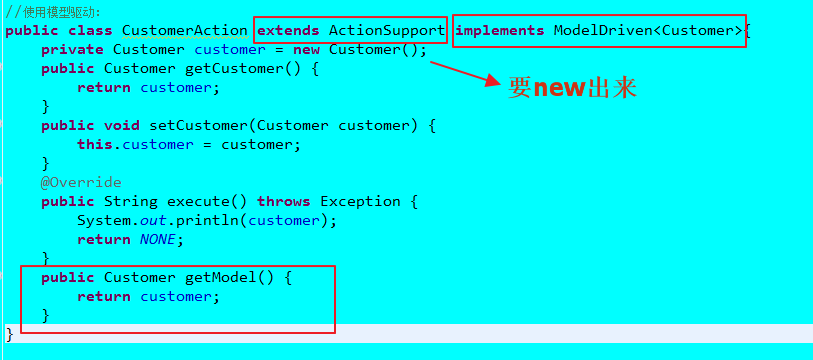 //使用模型驱动:
public class CustomerAction extends ActionSupport implements ModelDriven<Customer>{
private Customer customer = new Customer();
public Customer getCustomer() {
return customer;
}
要new出来
public void setCustomer(Customer customer) {
this.customer = customer;
}
@Override
public String execute() throws Exception {
System.out.println(customer);
return NONE;
}
public Customer getModel() {
return customer;
}
}